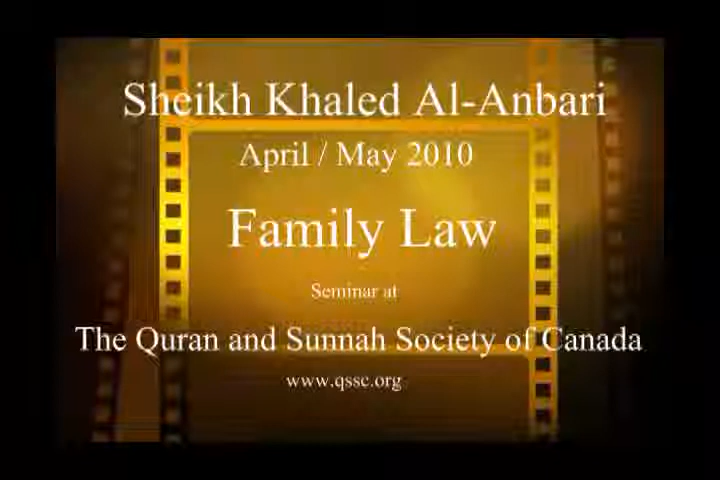 Sheikh Khaled Al-Anbari
April / May 2010
Family Law
Seminar at
The Quran and Sunnah Society of Canada
www.qssc.org